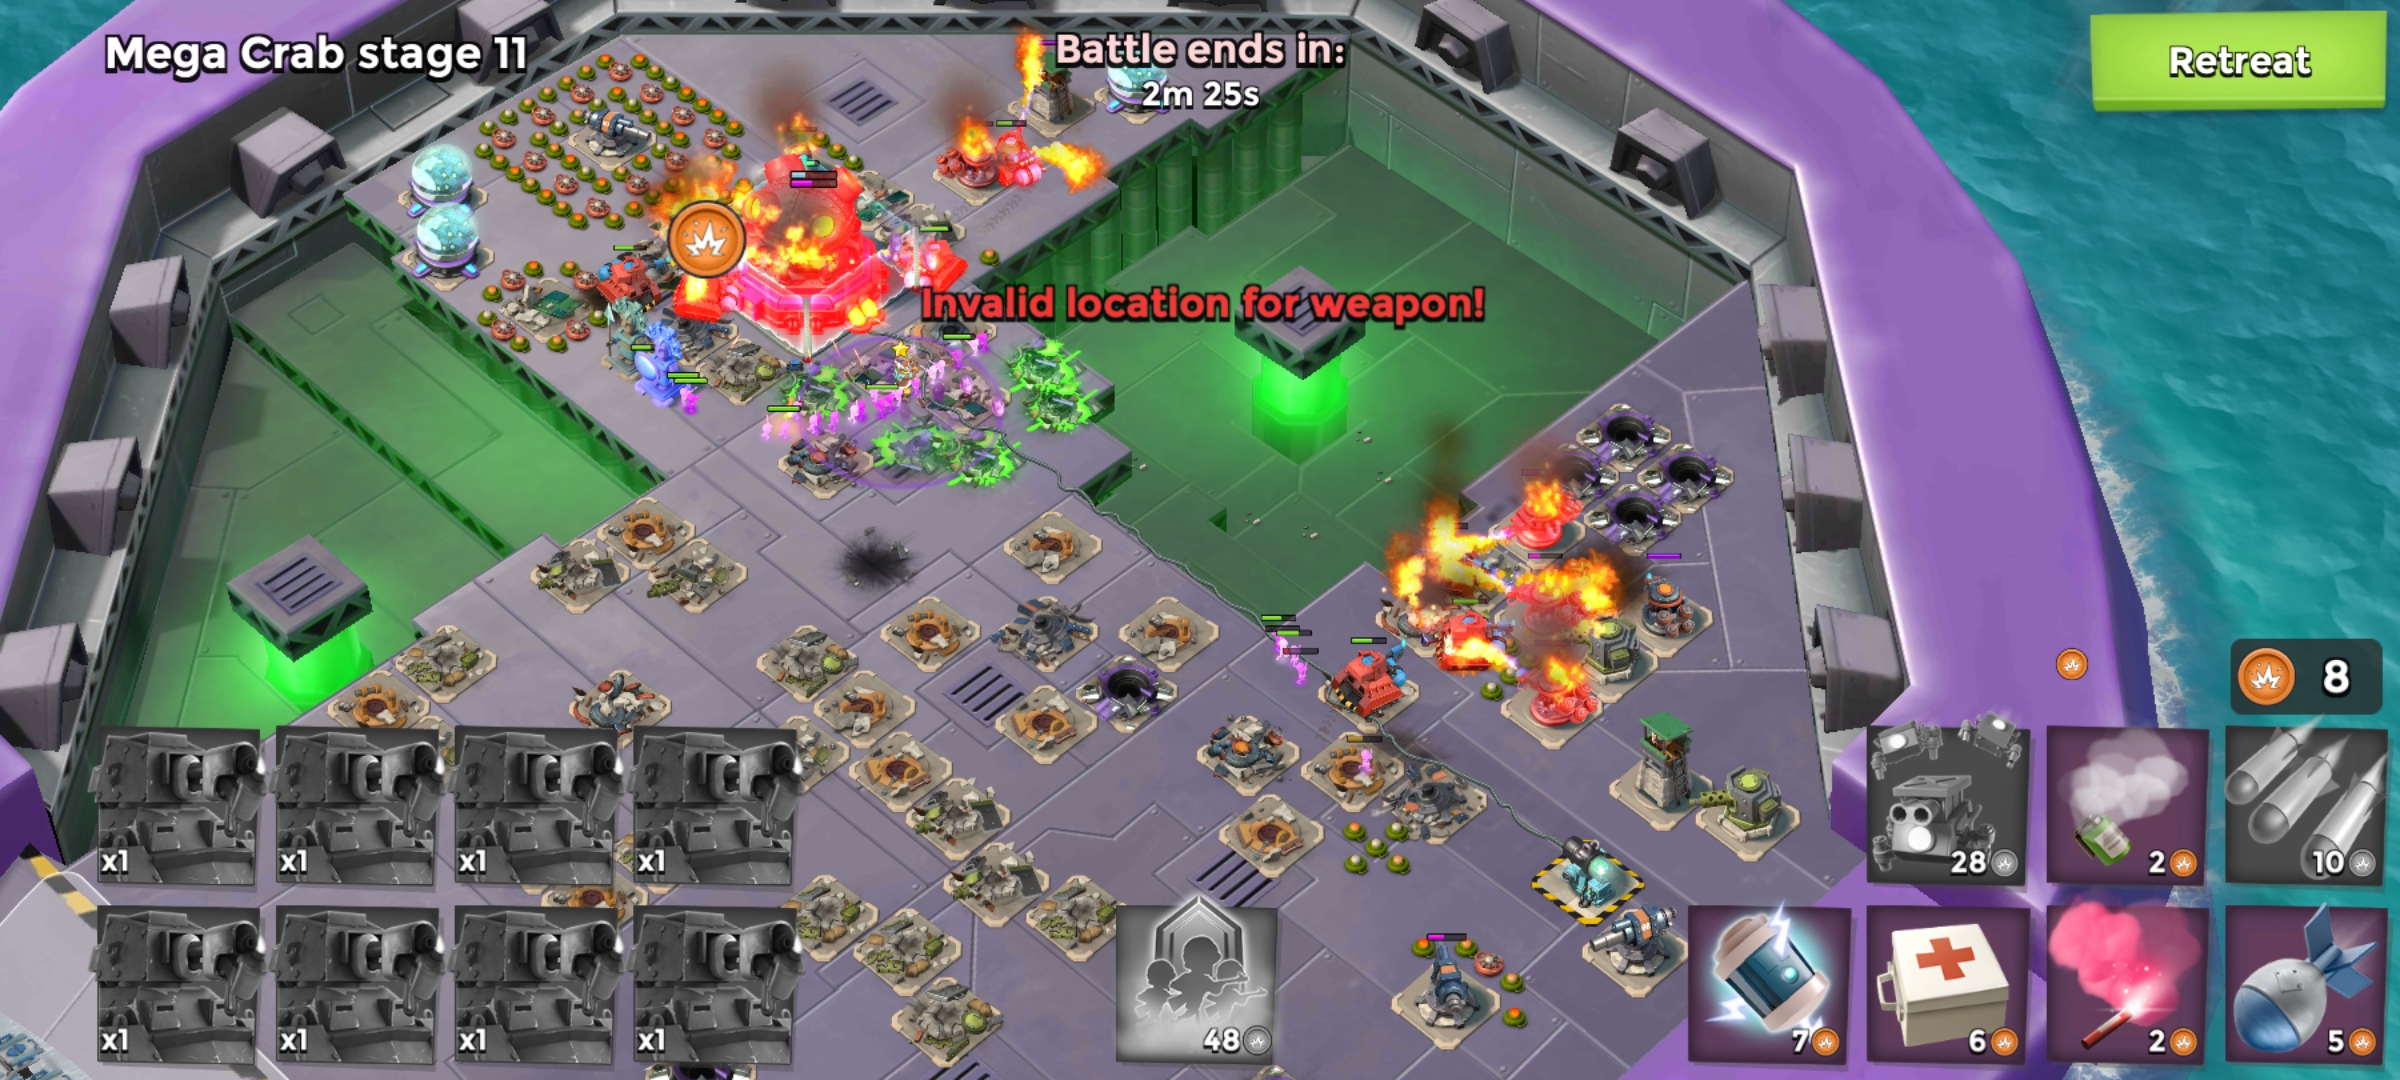 Mega Crab stage 11
Battle ends in:
2m 25s
Retreat
Invalid location for weapon!
8
x1
x1
x1
x1
28
2
10
x1
x1
x1
x1
48
7
6
2
5